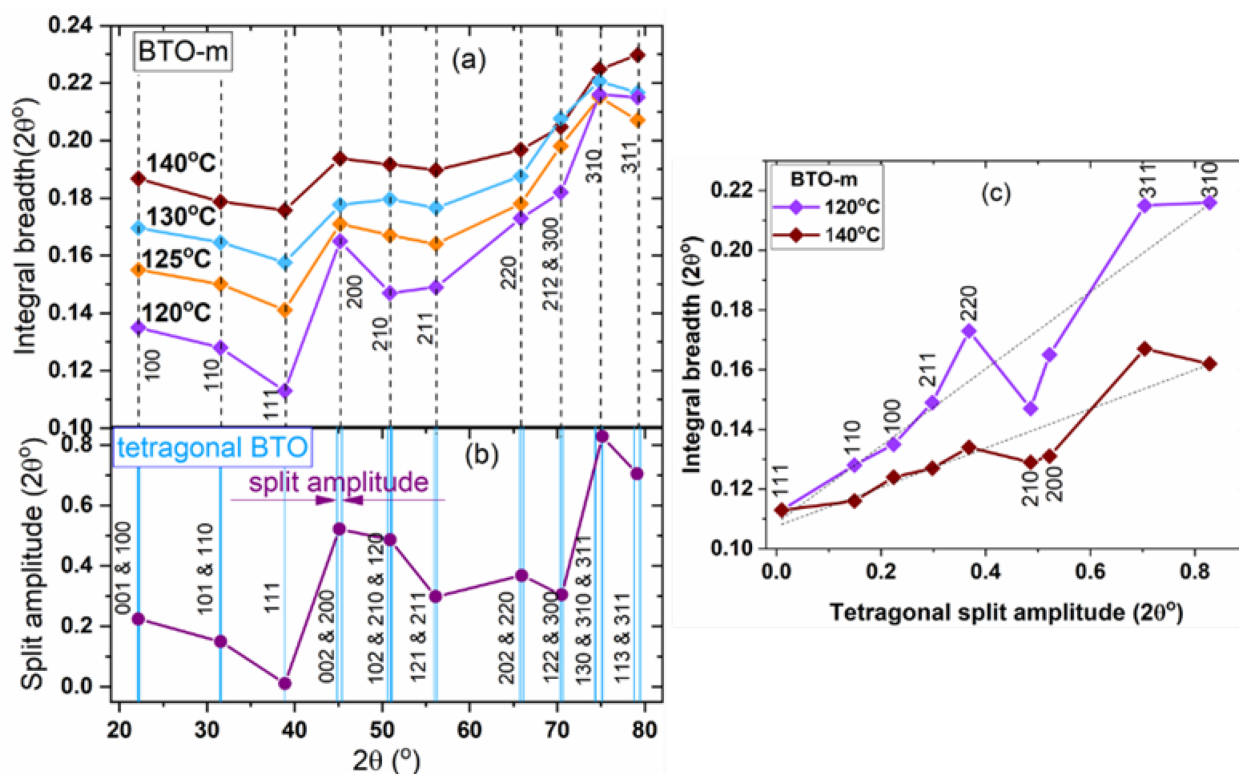 BTO-m
(a)
Integral breadth(2θ°)
0.24
0.22
0.20
0.18
0.16
0.14
0.12
0.10
140°C
130°C
125°C
120°C
100
110
111
200
210
211
220
212 & 300
310
311
tetragonal BTO
(b)
split amplitude
Split amplitude (2θ°)
0.8
0.6
0.4
0.2
0.0
001 & 100
101 & 110
111
002 & 200
102 & 210 & 120
121 & 211
202 & 220
122 & 300
130 & 310 & 311
113 & 311
20 30 40 50 60 70 80
2θ (°)
BTO-m
120°C
140°C
(c)
Integral breadth (2θ°)
0.22
0.20
0.18
0.16
0.14
0.12
0.10
111
110
100
211
220
210
200
311
310
0.0 0.2 0.4 0.6 0.8
Tetragonal split amplitude (2θ°)